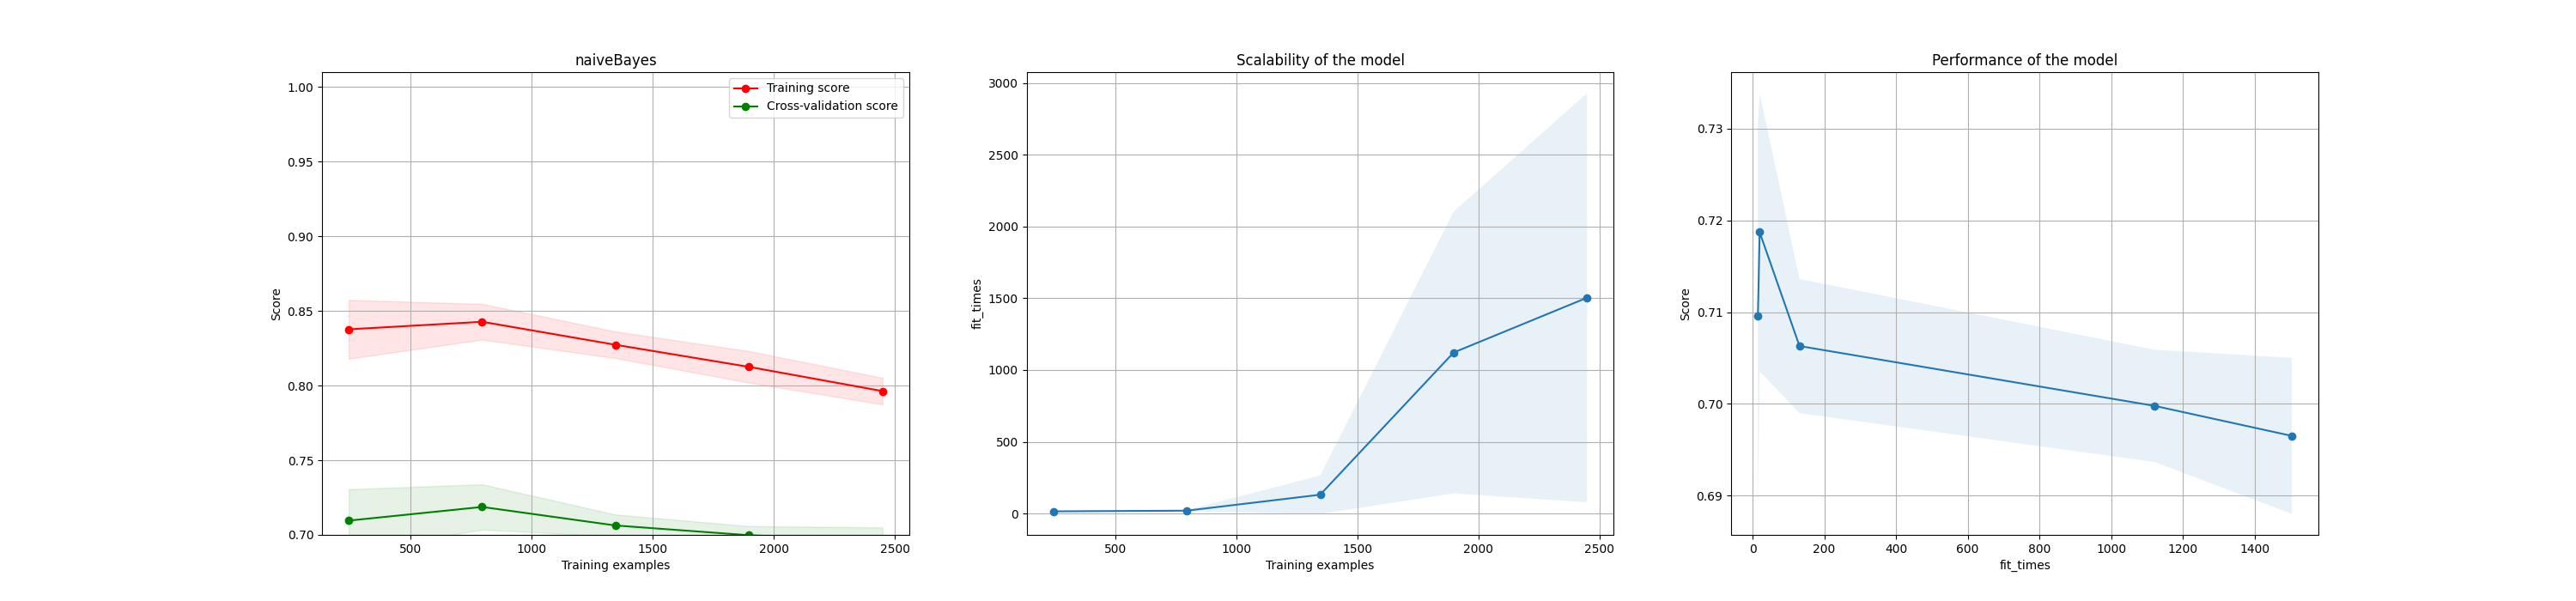 naiveBayes
Training score
Cross-validation score
1.00
0.95
0.90
0.85
0.80
0.75
0.70
Score
500 1000 1500 2000 2500
Training examples
Scalability of the model
3000
2500
2000
1500
1000
500
0
fit_times
500 1000 1500 2000 2500
Training examples
Performance of the model
0.73
0.72
0.71
0.70
0.69
Score
0 200 400 600 800 1000 1200 1400
fit_times